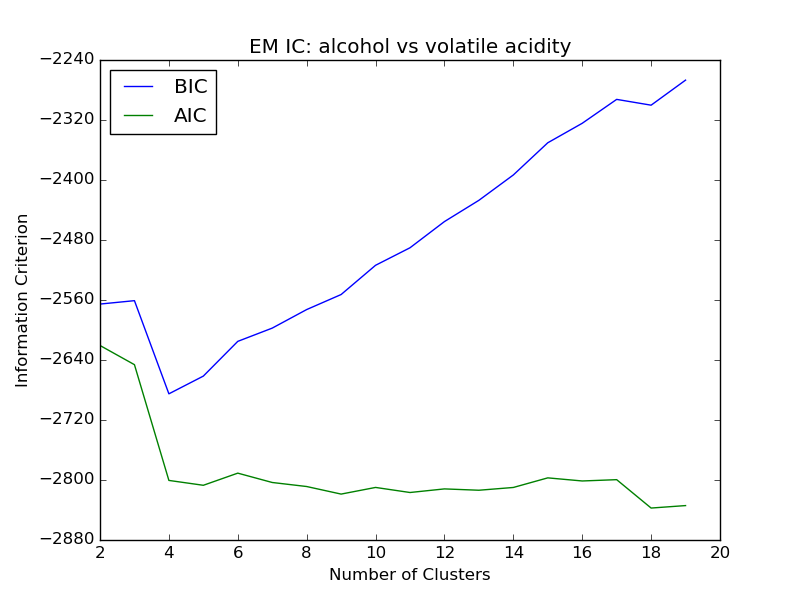 EM IC: alcohol vs volatile acidity
−2240
−2320
−2400
−2480
−2560
−2640
−2720
−2800
−2880
Information Criterion
BIC
AIC
2 4 6 8 10 12 14 16 18 20
Number of Clusters